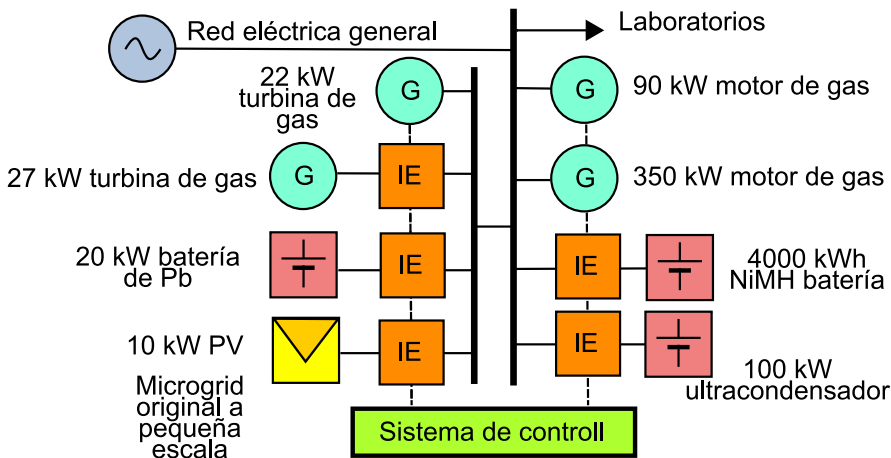 Red eléctrica general
Laboratorios
22 kW
turbina de
gas
G
G
90 kW motor de gas
27 kW turbina de gas
G
IE
G
350 kW motor de gas
20 kW batería
de Pb
IE
IE
4000 kWh
NiMH batería
10 kW PV
IE
IE
100 kW
ultracondensador
Microgrid
original a
pequeña
escala
Sistema de controll